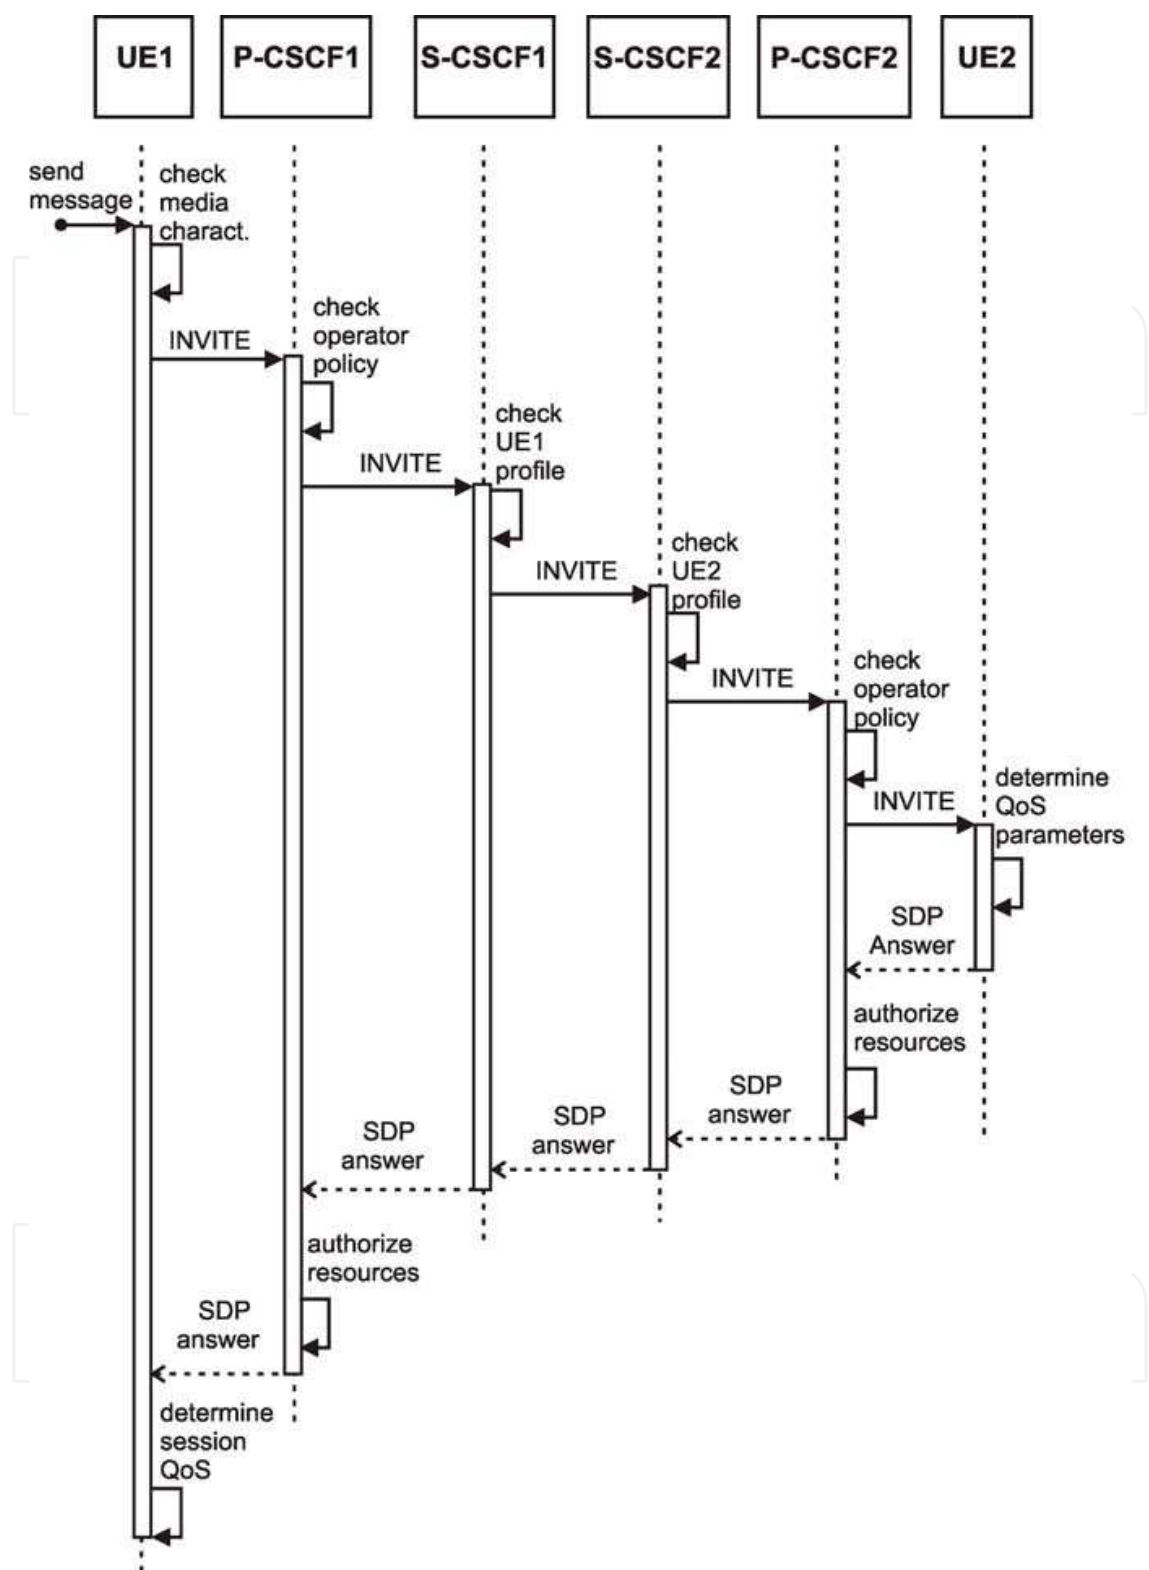 UE1
P-CSCF1
S-CSCF1
S-CSCF2
P-CSCF2
UE2
send
message
check
media
charact.
INVITE
check
operator
policy
INVITE
check
UE1
profile
INVITE
check
UE2
profile
INVITE
check
operator
policy
INVITE
determine
QoS
parameters
SDP
Answer
authorize
resources
SDP
answer
SDP
answer
SDP
answer
authorize
resources
SDP
answer
determine
session
QoS